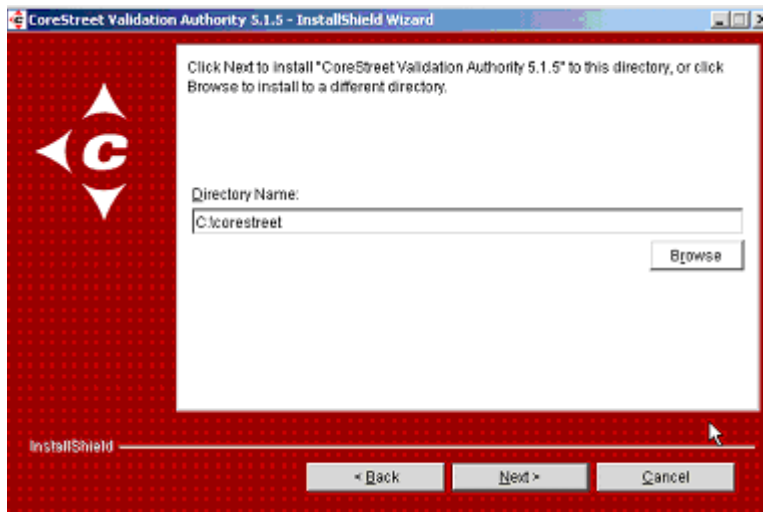 CoreStreet Validation Authority 5.1.5 - InstallShield Wizard
Click Next to install "CoreStreet Validation Authority 5.1.5" to this directory, or click
Browse to install to a different directory.
C
Directory Name:
C:\corestreet
Browse
InstallShield
< Back
Next >
Cancel